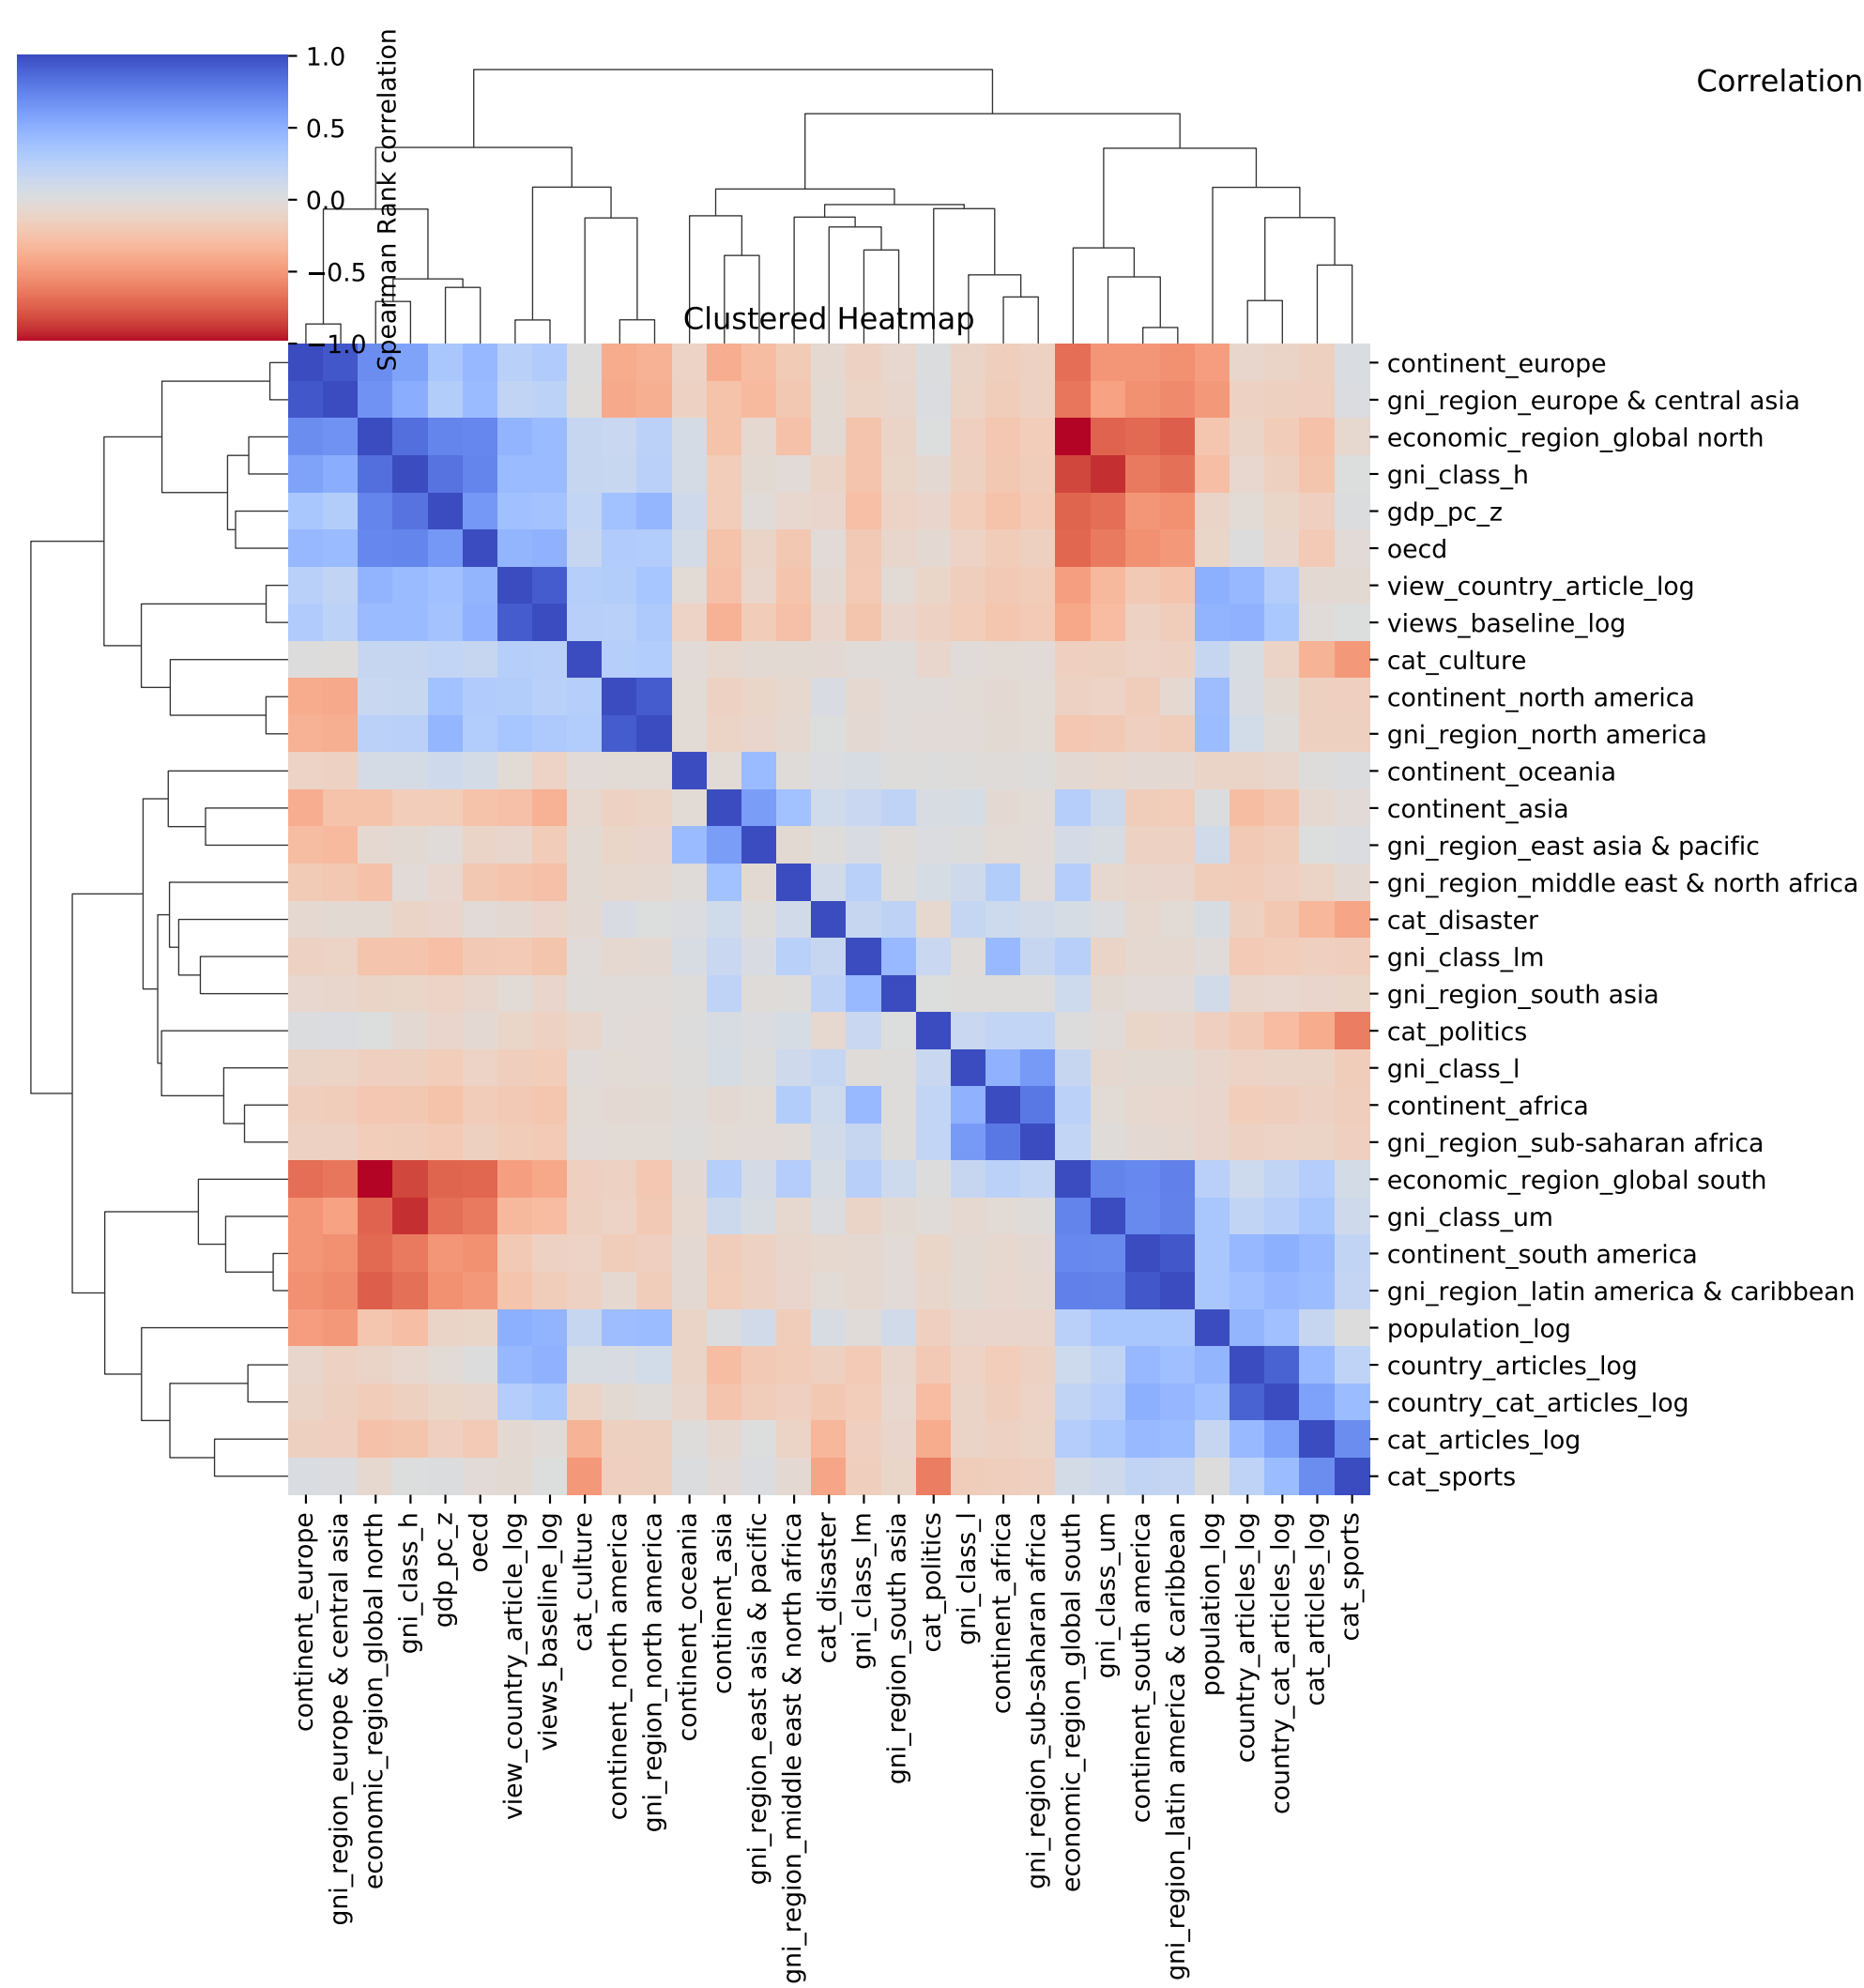 1.0
0.5
0.0
−0.5
−1.0
Spearman Rank correlation
Correlation
Clustered Heatmap
continent_europe
gni_region_europe & central asia
economic_region_global north
gni_class_h
gdp_pc_z
oecd
view_country_article_log
views_baseline_log
cat_culture
continent_north america
gni_region_north america
continent_oceania
continent_asia
gni_region_east asia & pacific
gni_region_middle east & north africa
cat_disaster
gni_class_lm
gni_region_south asia
cat_politics
gni_class_l
continent_africa
gni_region_sub-saharan africa
economic_region_global south
gni_class_um
continent_south america
gni_region_latin america & caribbean
population_log
country_articles_log
country_cat_articles_log
cat_articles_log
cat_sports
continent_europe
gni_region_europe & central asia
economic_region_global north
gni_class_h
gdp_pc_z
oecd
view_country_article_log
views_baseline_log
cat_culture
continent_north america
gni_region_north america
continent_oceania
continent_asia
gni_region_east asia & pacific
gni_region_middle east & north africa
cat_disaster
gni_class_lm
gni_region_south asia
cat_politics
gni_class_l
continent_africa
gni_region_sub-saharan africa
economic_region_global south
gni_class_um
continent_south america
gni_region_latin america & caribbean
population_log
country_articles_log
country_cat_articles_log
cat_articles_log
cat_sports